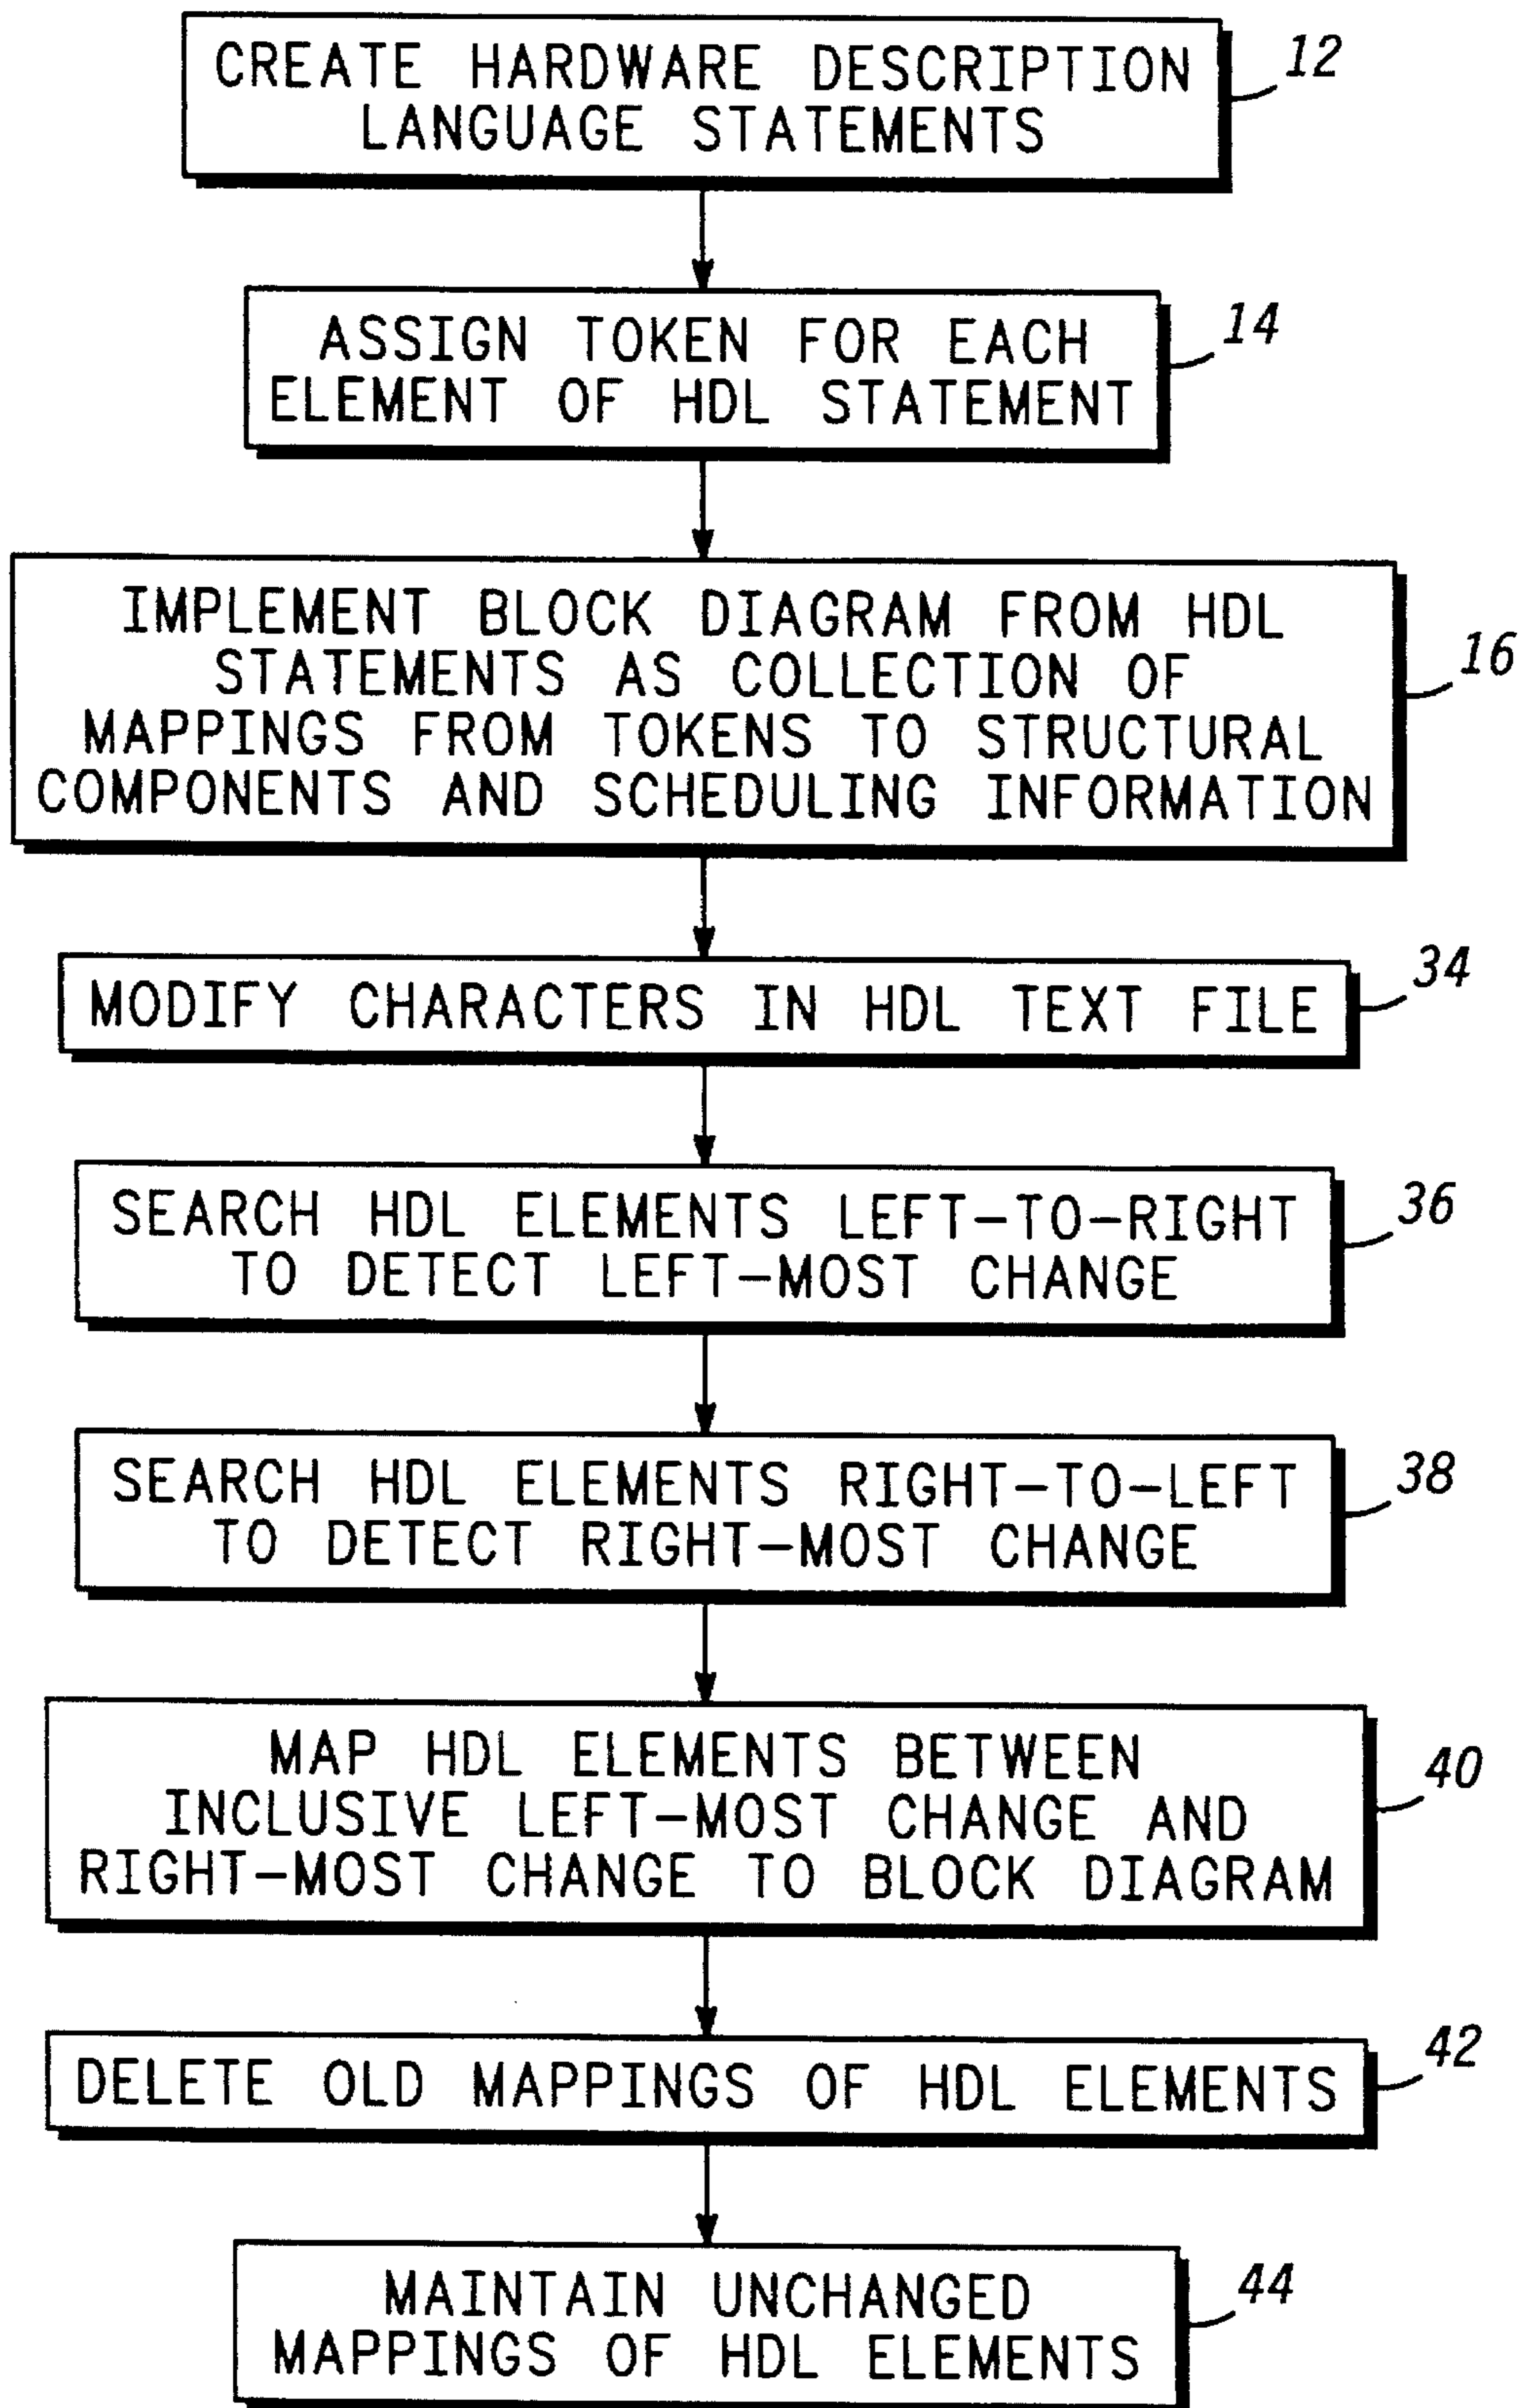 CREATE HARDWARE DESCRIPTION
LANGUAGE STATEMENTS
12
ASSIGN TOKEN FOR EACH
ELEMENT OF HDL STATEMENT
14
IMPLEMENT BLOCK DIAGRAM FROM HDL
STATEMENTS AS COLLECTION OF
MAPPINGS FROM TOKENS TO STRUCTURAL
COMPONENTS AND SCHEDULING INFORMATION
16
MODIFY CHARACTERS IN HDL TEXT FILE
34
SEARCH HDL ELEMENTS LEFT-TO-RIGHT
TO DETECT LEFT-MOST CHANGE
36
SEARCH HDL ELEMENTS RIGHT-TO-LEFT
TO DETECT RIGHT-MOST CHANGE
38
MAP HDL ELEMENTS BETWEEN
INCLUSIVE LEFT-MOST CHANGE AND
RIGHT-MOST CHANGE TO BLOCK DIAGRAM
40
DELETE OLD MAPPINGS OF HDL ELEMENTS
42
MAINTAIN UNCHANGED
MAPPINGS OF HDL ELEMENTS
44